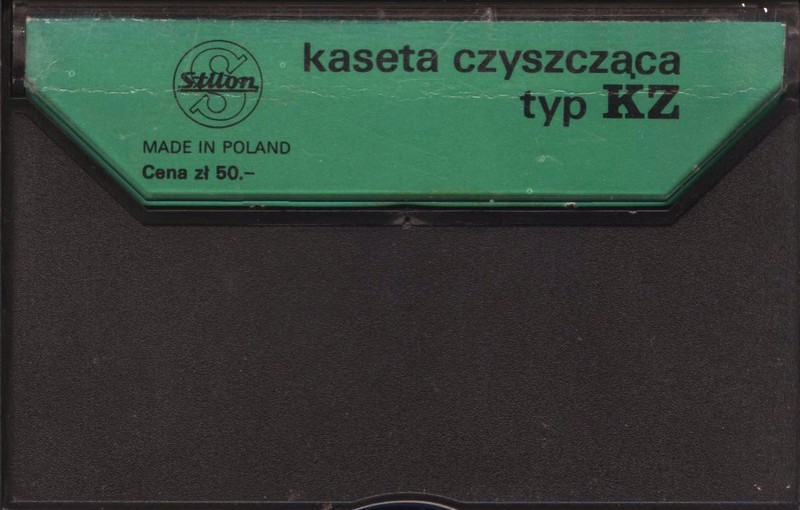 Stilon
kaseta czyszcząca
typ KZ
MADE IN POLAND
Cena zł 50.-